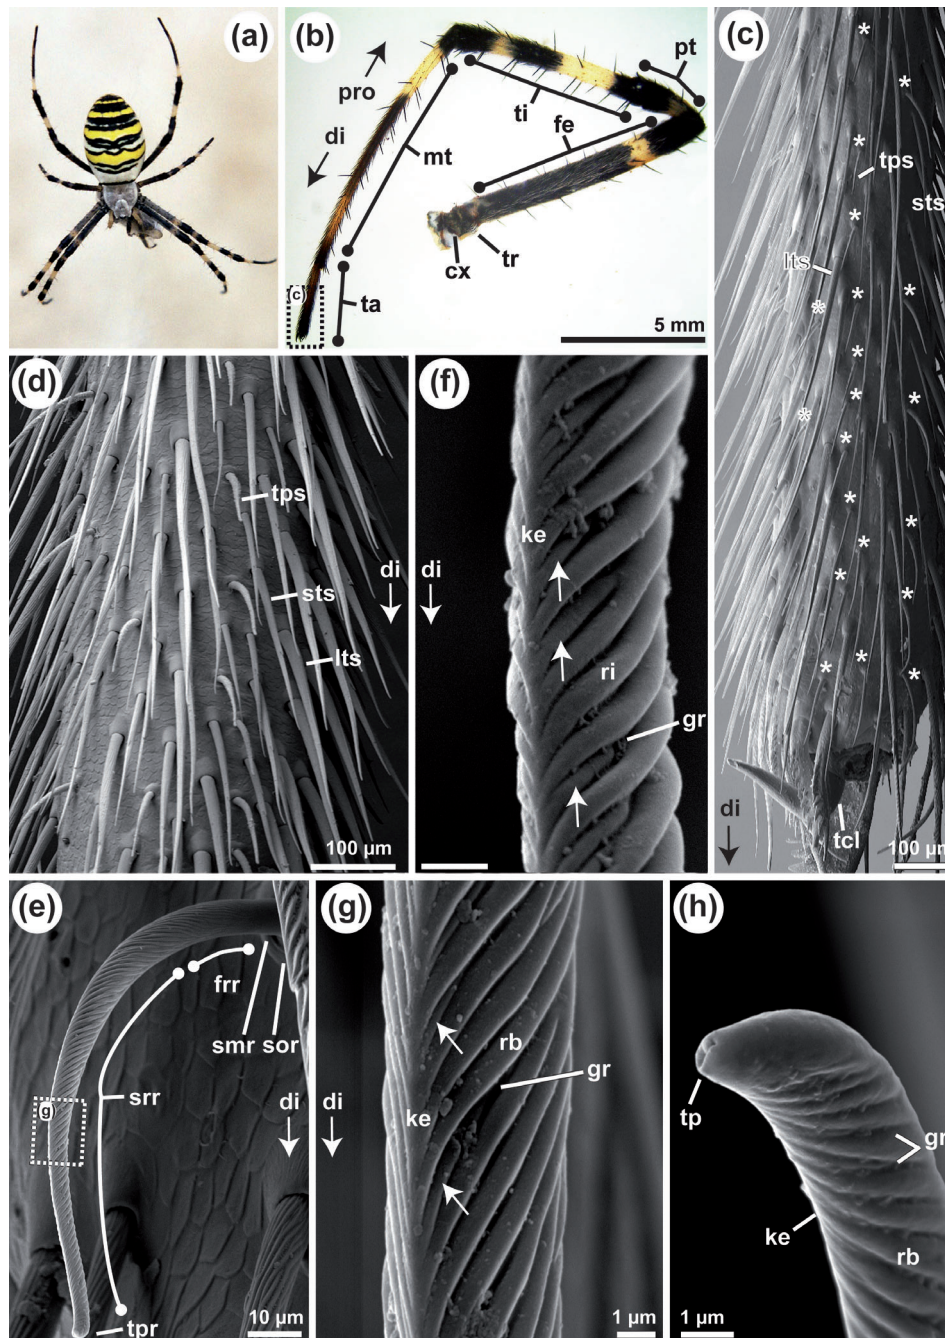 (a)
(b)
pro
di
mt
ti
fe
pt
cx
tr
ta
(c)
5 mm
(c)
tps
sts
lts
tcl
di
100 µm
(d)
tps
sts
lts
di
100 µm
(f)
di
ke
ri
gr
(e)
frr
smr
sor
srr
(g)
di
tpr
10 µm
(g)
di
rb
gr
ke
1 µm
(h)
tp
gr
ke
rb
1 µm